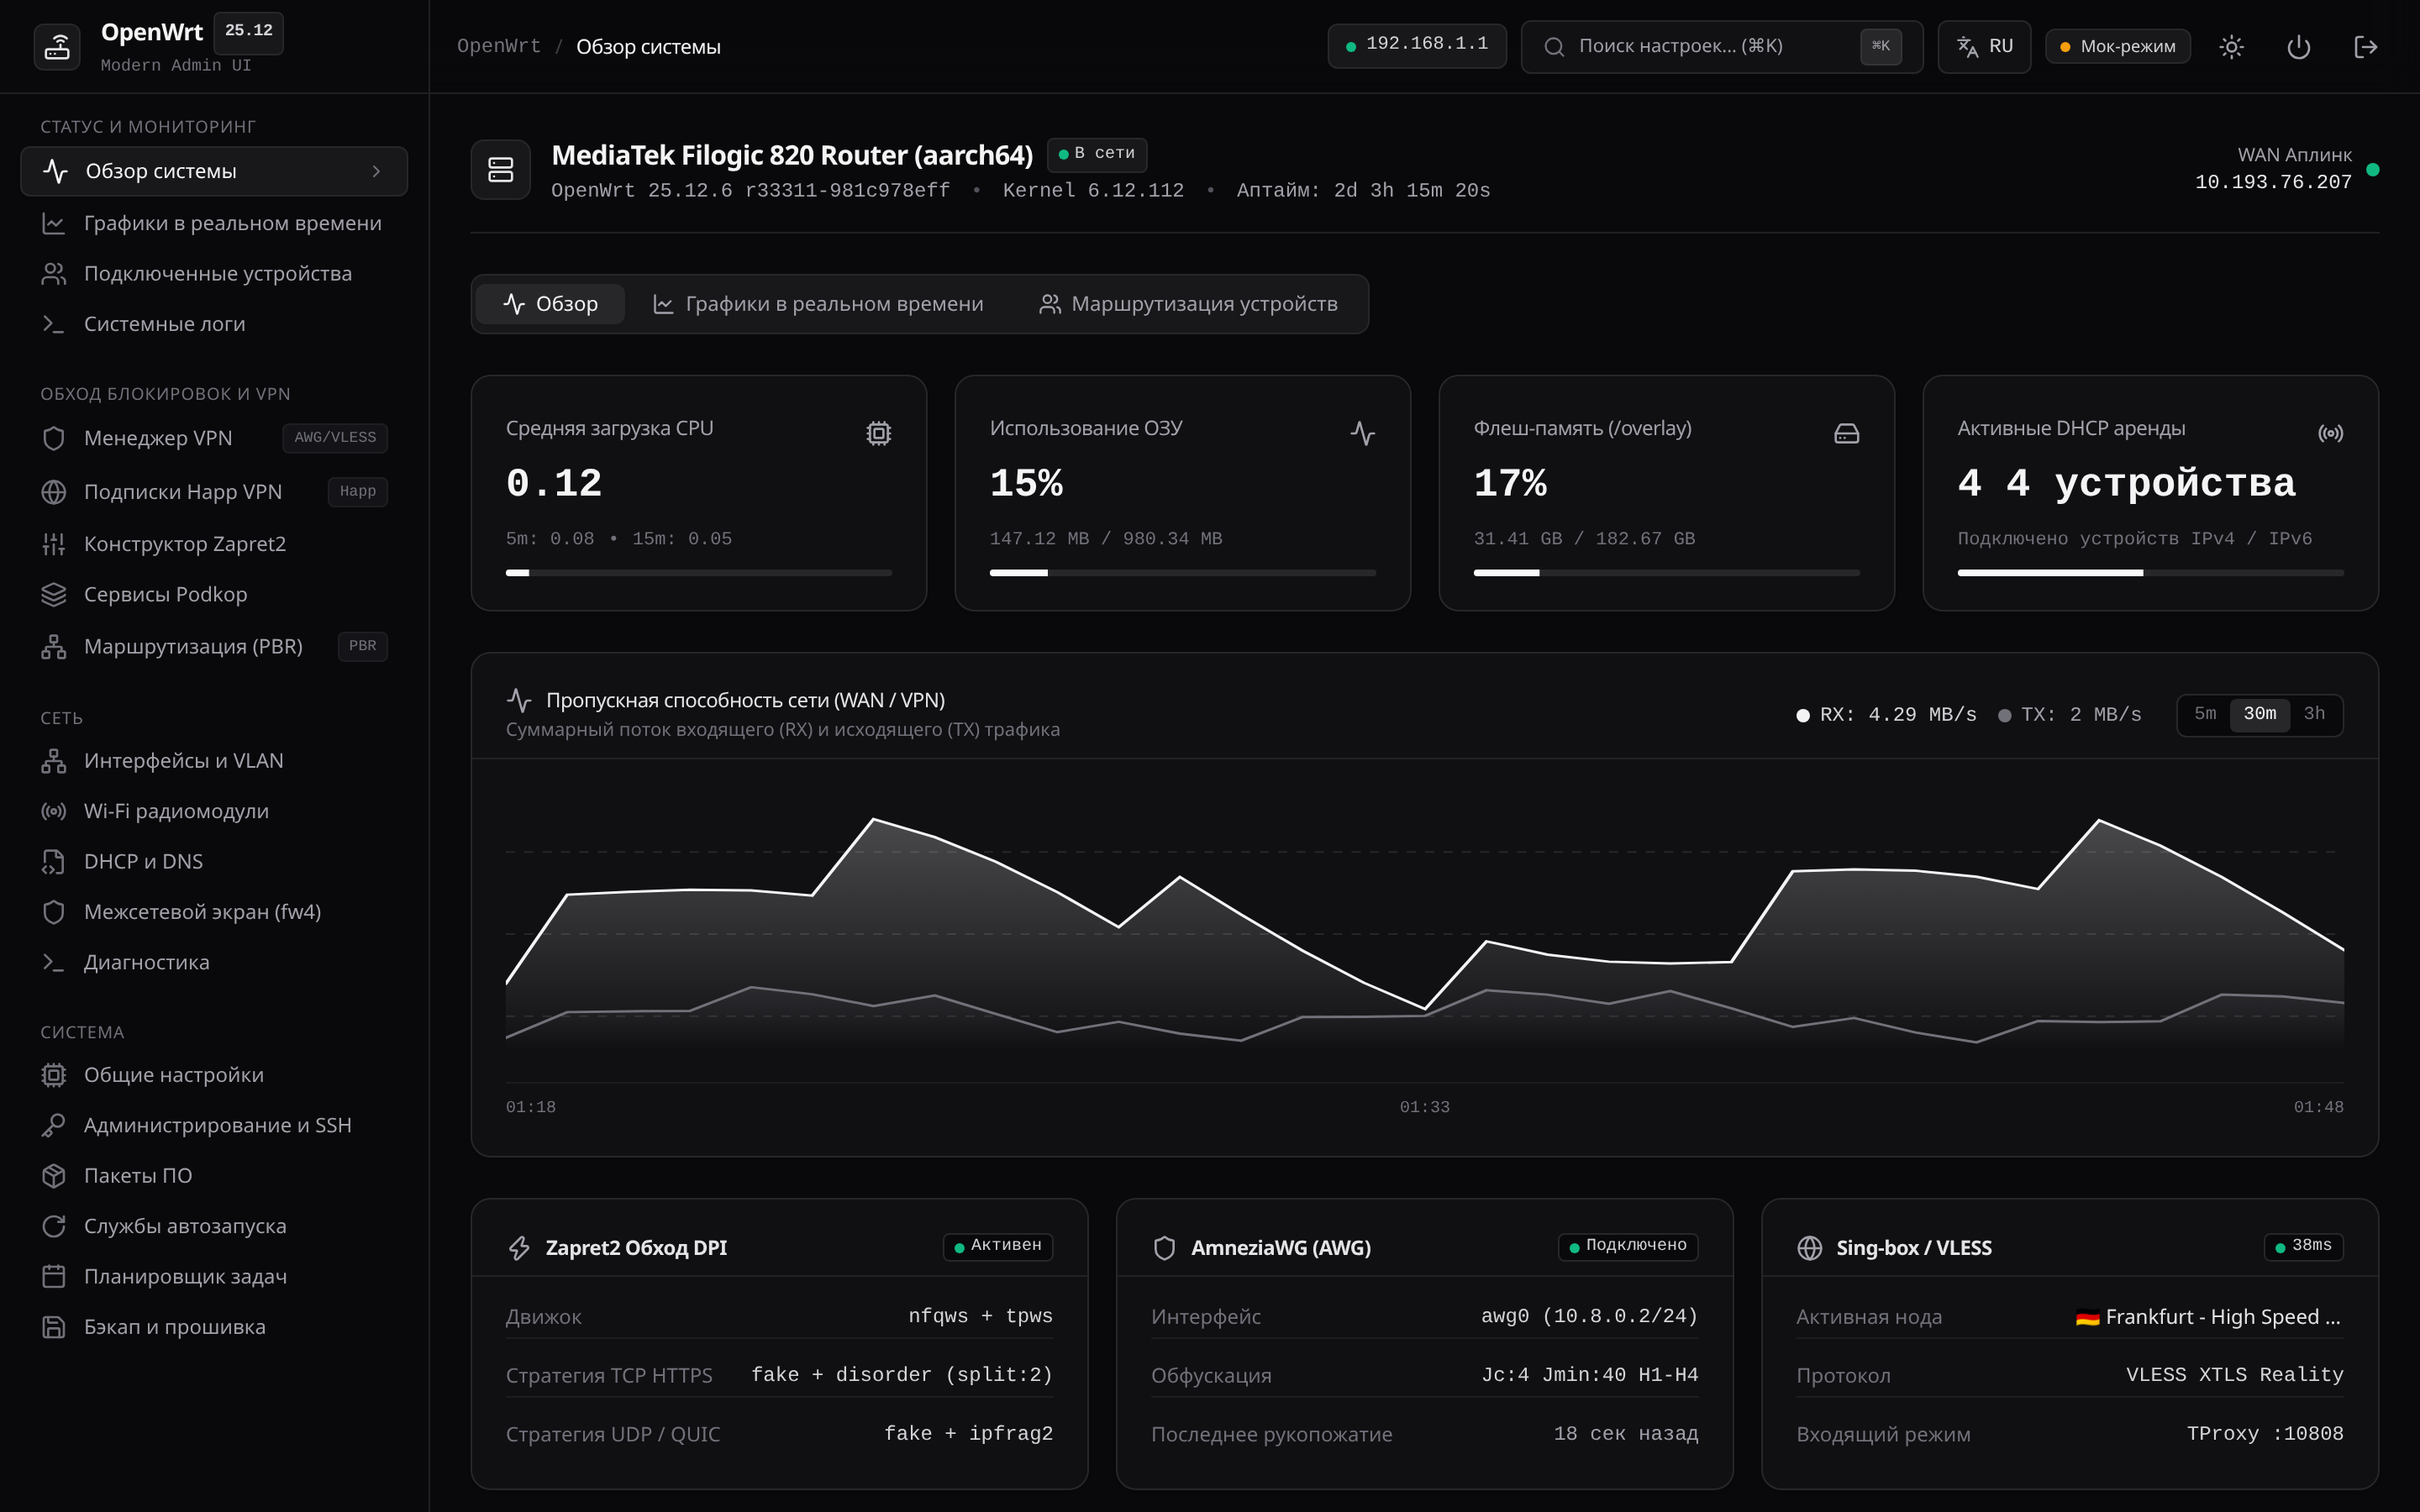 OpenWrt 25.12
Modern Admin UI
OpenWrt / Обзор системы
192.168.1.1
Поиск настроек... (⌘K) ⌘K
RU
Мок-режим
СТАТУС И МОНИТОРИНГ
Обзор системы
Графики в реальном времени
Подключенные устройства
Системные логи
ОБХОД БЛОКИРОВОК И VPN
Менеджер VPN AWG/VLESS
Подписки Happ VPN Happ
Конструктор Zapret2
Сервисы Podkop
Маршрутизация (PBR) PBR
СЕТЬ
Интерфейсы и VLAN
Wi-Fi радиомодули
DHCP и DNS
Межсетевой экран (fw4)
Диагностика
СИСТЕМА
Общие настройки
Администрирование и SSH
Пакеты ПО
Службы автозапуска
Планировщик задач
Бэкап и прошивка
MediaTek Filogic 820 Router (aarch64) В сети
OpenWrt 25.12.6 r33311-981c978eff • Kernel 6.12.112 • Аптайм: 2d 3h 15m 20s
WAN Аплинк
10.193.76.207
Обзор Графики в реальном времени Маршрутизация устройств
Средняя загрузка CPU
0.12
5m: 0.08 • 15m: 0.05
Использование ОЗУ
15%
147.12 MB / 980.34 MB
Флеш-память (/overlay)
17%
31.41 GB / 182.67 GB
Активные DHCP аренды
4 4 устройства
Подключено устройств IPv4 / IPv6
Пропускная способность сети (WAN / VPN)
Суммарный поток входящего (RX) и исходящего (TX) трафика
RX: 4.29 MB/s TX: 2 MB/s
5m 30m 3h
01:18 01:33 01:48
Zapret2 Обход DPI Активен
Движок nfqws + tpws
Стратегия TCP HTTPS fake + disorder (split:2)
Стратегия UDP / QUIC fake + ipfrag2
AmneziaWG (AWG) Подключено
Интерфейс awg0 (10.8.0.2/24)
Обфускация Jc:4 Jmin:40 H1-H4
Последнее рукопожатие 18 сек назад
Sing-box / VLESS 38ms
Активная нода 🇩🇪 Frankfurt - High Speed ...
Протокол VLESS XTLS Reality
Входящий режим TProxy :10808